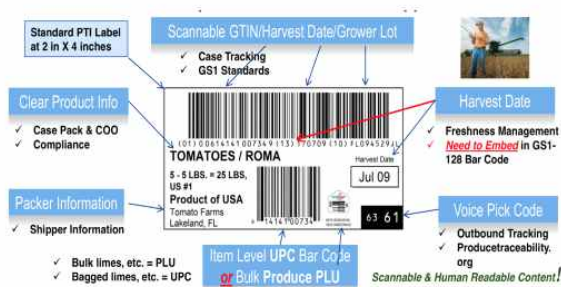 Standard PTI Label
at 2 in X 4 inches
Scannable GTIN/Harvest Date/Grower Lot
✓ Case Tracking
✓ GS1 Standards
Clear Product Info
✓ Case Pack & COO
✓ Compliance
Harvest Date
✓ Freshness Management
✓ Need to Embed in GS1-
128 Bar Code
(01)00614141007349(13)170709(10)FL094529JL
TOMATOES / ROMA
5 - 5 LBS. = 25 LBS,
US #1
Product of USA
Tomato Farms
Lakeland, FL
Harvest Date
Jul 09
14141 00734
63 61
Packer Information
✓ Shipper Information
✓ Bulk limes, etc. = PLU
✓ Bagged limes, etc. = UPC
Item Level UPC Bar Code
or Bulk Produce PLU
Voice Pick Code
✓ Outbound Tracking
✓ Producetraceability.
org
Scannable & Human Readable Content!